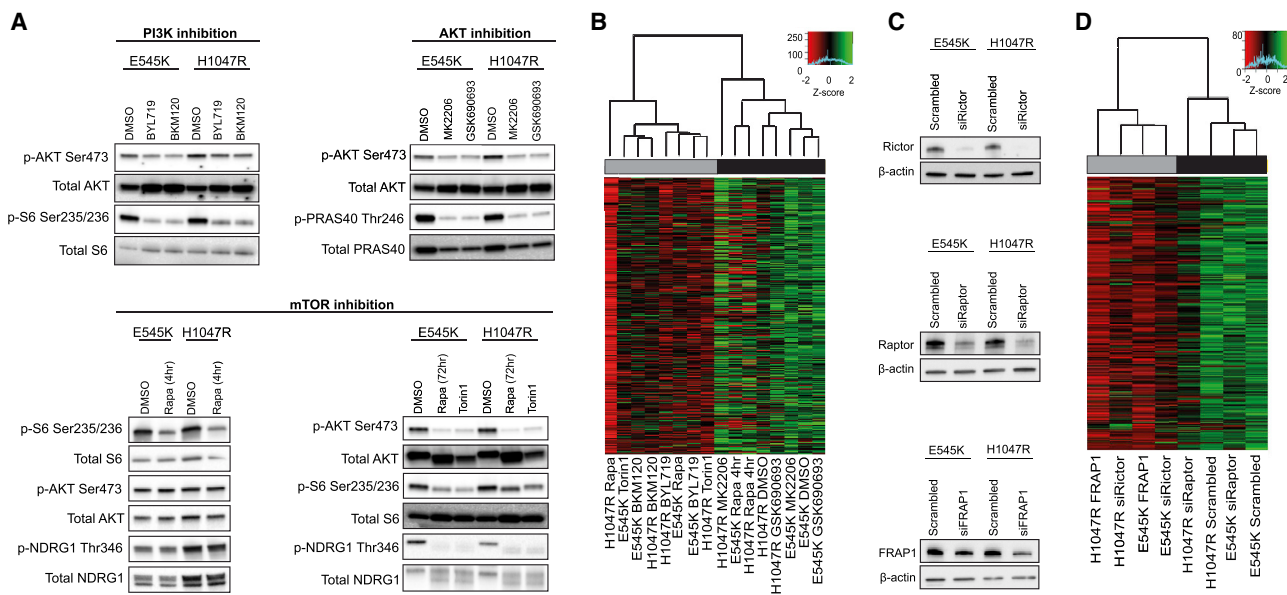 A
PI3K inhibition
E545K H1047R
DMSO BYL719 BKM120 DMSO BYL719 BKM120
p-AKT Ser473
Total AKT
p-S6 Ser235/236
Total S6
AKT inhibition
E545K H1047R
DMSO MK2206 GSK690693 DMSO MK2206 GSK690693
p-AKT Ser473
Total AKT
p-PRAS40 Thr246
Total PRAS40
mTOR inhibition
E545K H1047R
DMSO Rapa (4hr) DMSO Rapa (4hr)
p-S6 Ser235/236
Total S6
p-AKT Ser473
Total AKT
p-NDRG1 Thr346
Total NDRG1
E545K H1047R
DMSO Rapa (72hr) Torin1 DMSO Rapa (72hr) Torin1
p-AKT Ser473
Total AKT
p-S6 Ser235/236
Total S6
p-NDRG1 Thr346
Total NDRG1
B
250
100
0
-2 0 2
Z-score
H1047R Rapa
E545K Torin1
E545K BKM120
H1047R BKM120
H1047R BYL719
E545K Rapa
E545K BYL719
H1047R Torin1
H1047R MK2206
E545K Rapa 4hr
H1047R Rapa 4hr
H1047R DMSO
H1047R GSK690693
E545K MK2206
E545K DMSO
E545K GSK690693
C
E545K H1047R
Scrambled siRictor Scrambled siRictor
Rictor
β-actin
E545K H1047R
Scrambled siRaptor Scrambled siRaptor
Raptor
β-actin
E545K H1047R
Scrambled siFRAP1 Scrambled siFRAP1
FRAP1
β-actin
D
80
0
-2 0 2
Z-score
H1047R FRAP1
H1047R siRictor
E545K FRAP1
E545K siRictor
H1047R siRaptor
H1047R Scrambled
E545K siRaptor
E545K Scrambled